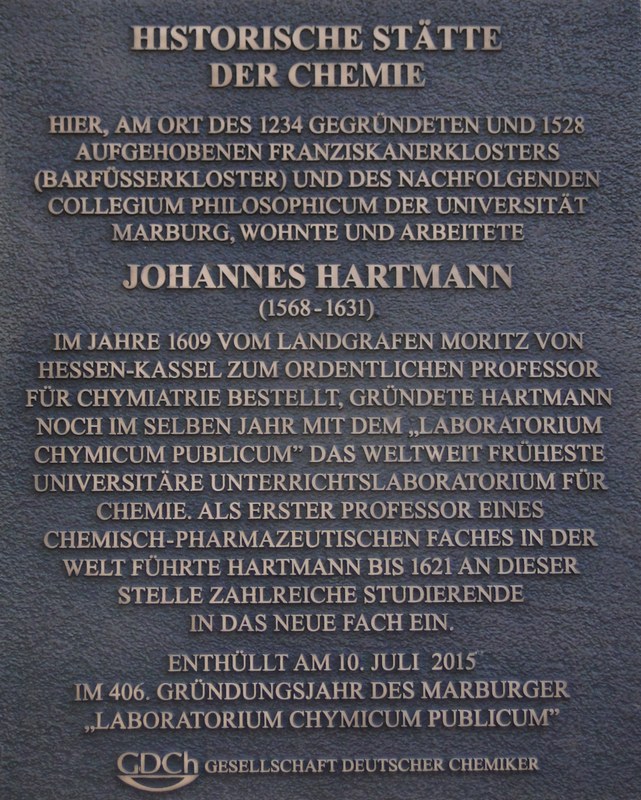 HISTORISCHE STÄTTE
DER CHEMIE
HIER, AM ORT DES 1234 GEGRÜNDETEN UND 1528
AUFGEHOBENEN FRANZISKANERKLOSTERS
(BARFÜSSERKLOSTER) UND DES NACHFOLGENDEN
COLLEGIUM PHILOSOPHICUM DER UNIVERSITÄT
MARBURG, WOHNTE UND ARBEITETE
JOHANNES HARTMANN
(1568-1631)
IM JAHRE 1609 VOM LANDGRAFEN MORITZ VON
HESSEN-KASSEL ZUM ORDENTLICHEN PROFESSOR
FÜR CHYMIATRIE BESTELLT, GRÜNDETE HARTMANN
NOCH IM SELBEN JAHR MIT DEM „LABORATORIUM
CHYMICUM PUBLICUM” DAS WELTWEIT FRÜHESTE
UNIVERSITÄRE UNTERRICHTSLABORATORIUM FÜR
CHEMIE. ALS ERSTER PROFESSOR EINES
CHEMISCH-PHARMAZEUTISCHEN FACHES IN DER
WELT FÜHRTE HARTMANN BIS 1621 AN DIESER
STELLE ZAHLREICHE STUDIERENDE
IN DAS NEUE FACH EIN.
ENTHÜLLT AM 10. JULI 2015
IM 406. GRÜNDUNGSJAHR DES MARBURGER
„LABORATORIUM CHYMICUM PUBLICUM”
GDCh GESELLSCHAFT DEUTSCHER CHEMIKER